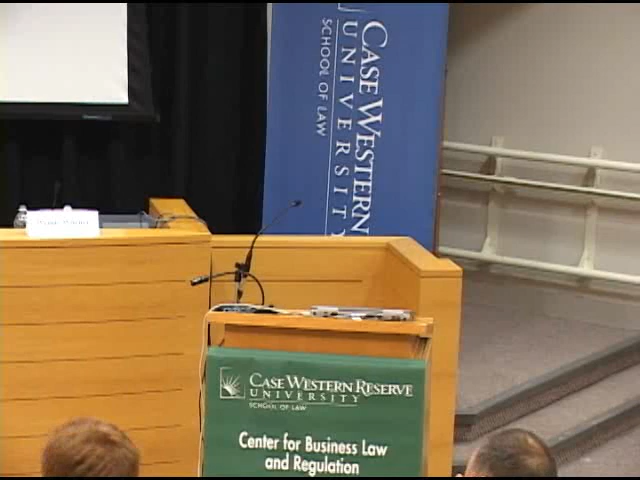 CASE WESTERN
UNIVERSITY
SCHOOL OF LAW
CASE WESTERN RESERVE
UNIVERSITY
SCHOOL OF LAW
Center for Business Law
and Regulation